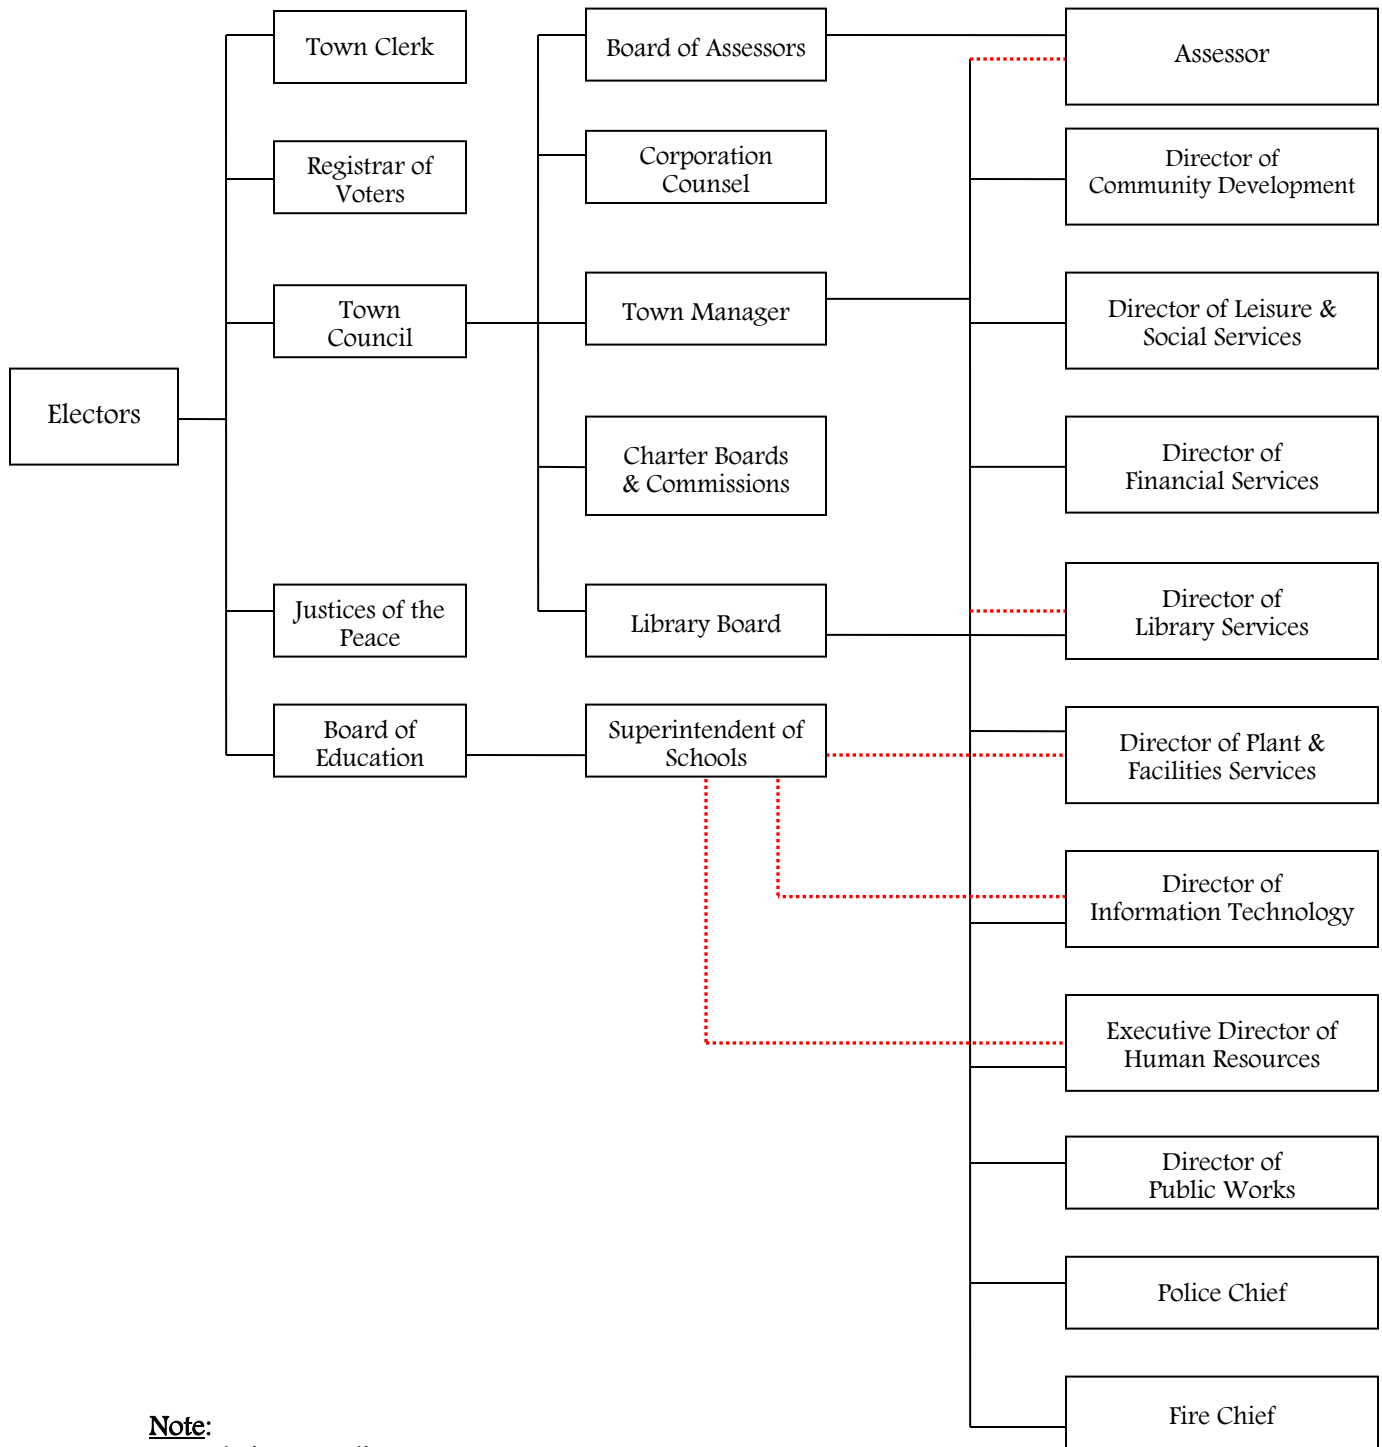 Electors
Town Clerk
Registrar of
Voters
Town
Council
Justices of the
Peace
Board of
Education
Board of Assessors
Corporation
Counsel
Town Manager
Charter Boards
& Commissions
Library Board
Superintendent of
Schools
Assessor
Director of
Community Development
Director of Leisure &
Social Services
Director of
Financial Services
Director of
Library Services
Director of Plant &
Facilities Services
Director of
Information Technology
Executive Director of
Human Resources
Director of
Public Works
Police Chief
Fire Chief
Note: